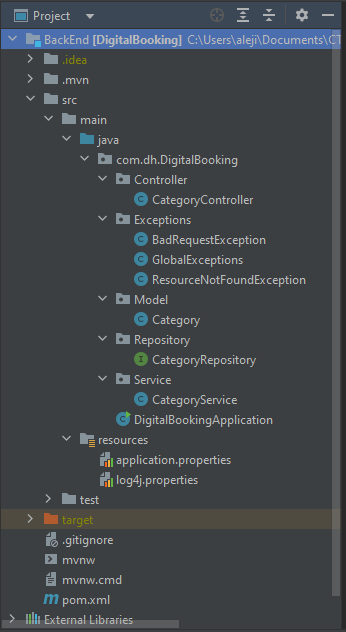 Project
BackEnd [DigitalBooking] C:\Users\aleji\Documents\CT
.idea
.mvn
src
main
java
com.dh.DigitalBooking
Controller
CategoryController
Exceptions
BadRequestException
GlobalExceptions
ResourceNotFoundException
Model
Category
Repository
CategoryRepository
Service
CategoryService
DigitalBookingApplication
resources
application.properties
log4j.properties
test
target
.gitignore
mvnw
mvnw.cmd
pom.xml
External Libraries